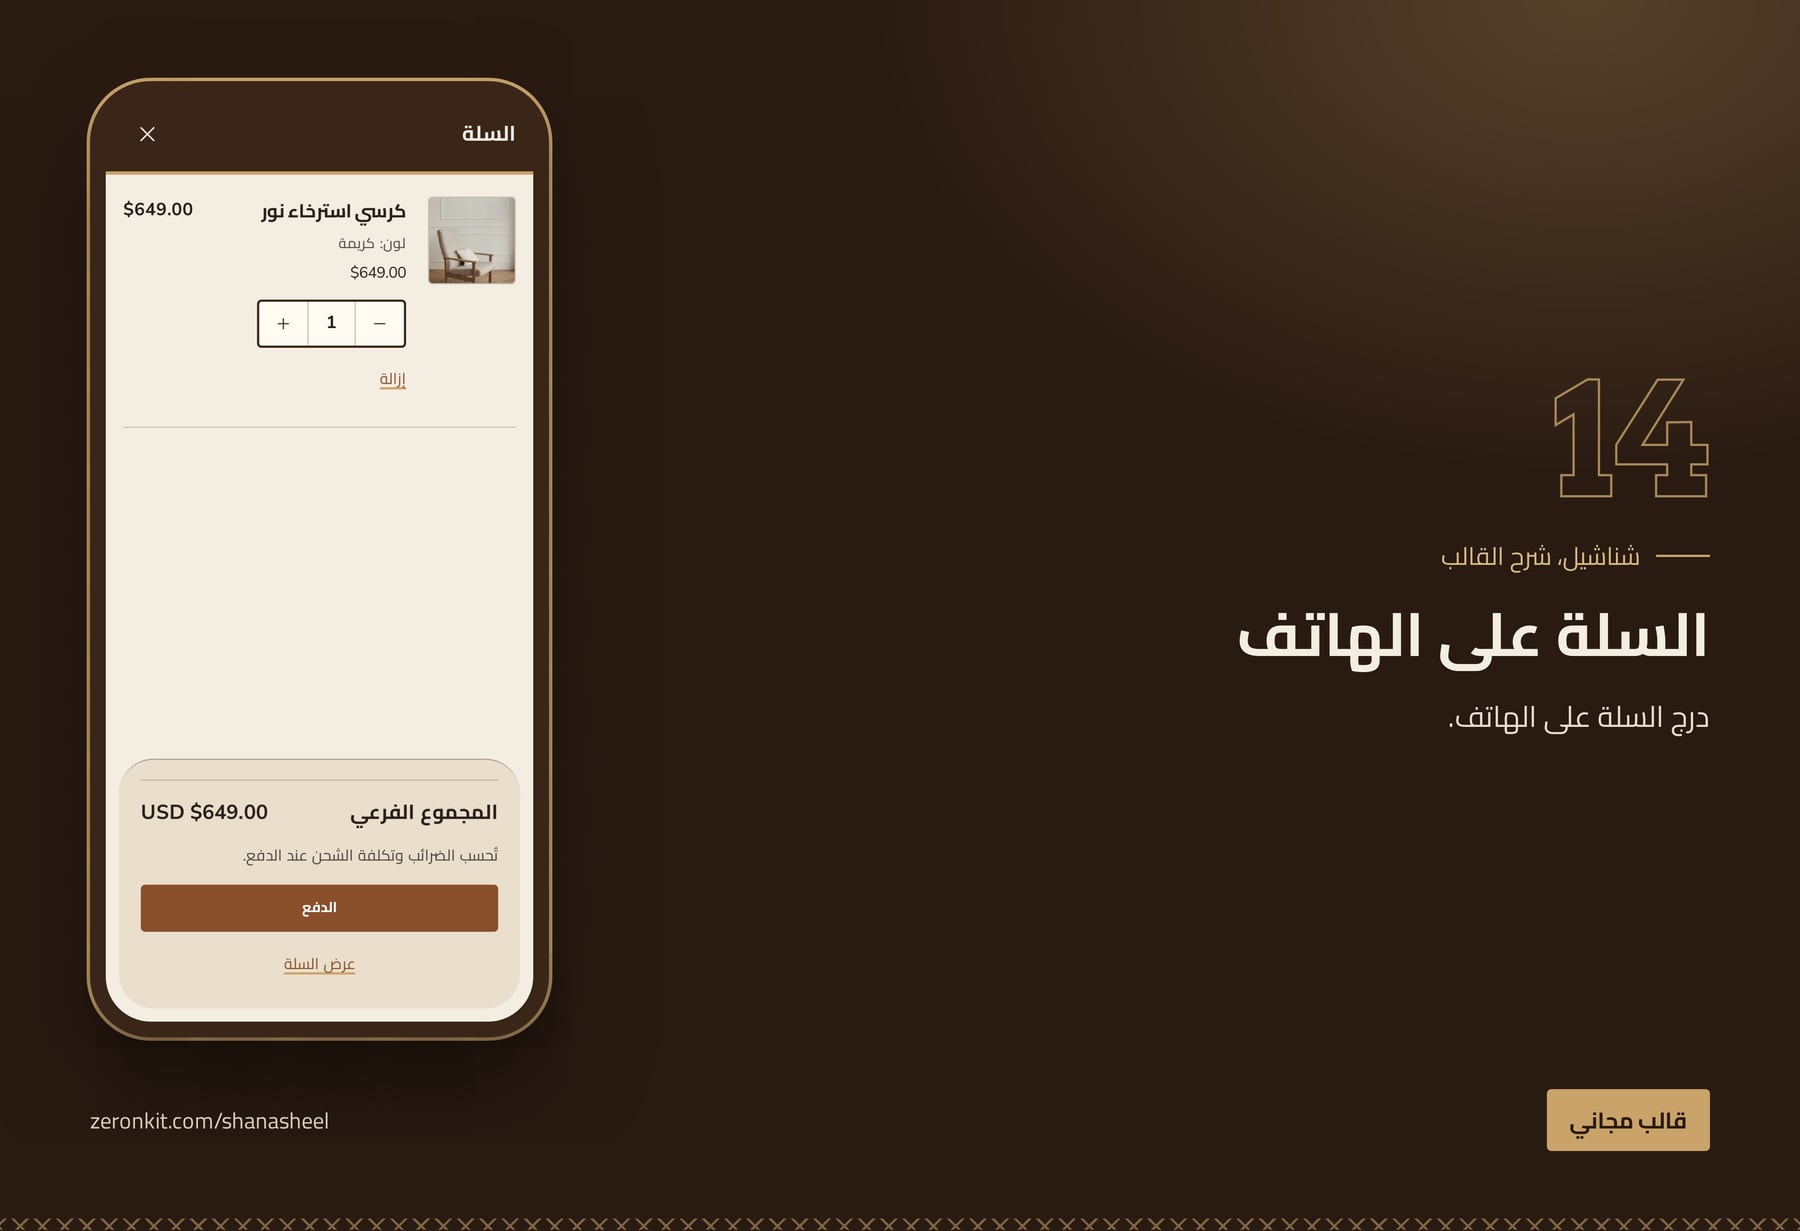 السلة
كرسي استرخاء نور
$649.00
لون: كريمة
$649.00
− 1 +
إزالة
المجموع الفرعي
$649.00 USD
تُحسب الضرائب وتكلفة الشحن عند الدفع.
الدفع
عرض السلة
14
شناشيل، شرح القالب
السلة على الهاتف
درج السلة على الهاتف.
قالب مجاني
zeronkit.com/shanasheel